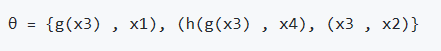 θ = {g(x3) , x1), (h(g(x3) , x4), (x3 , x2)}